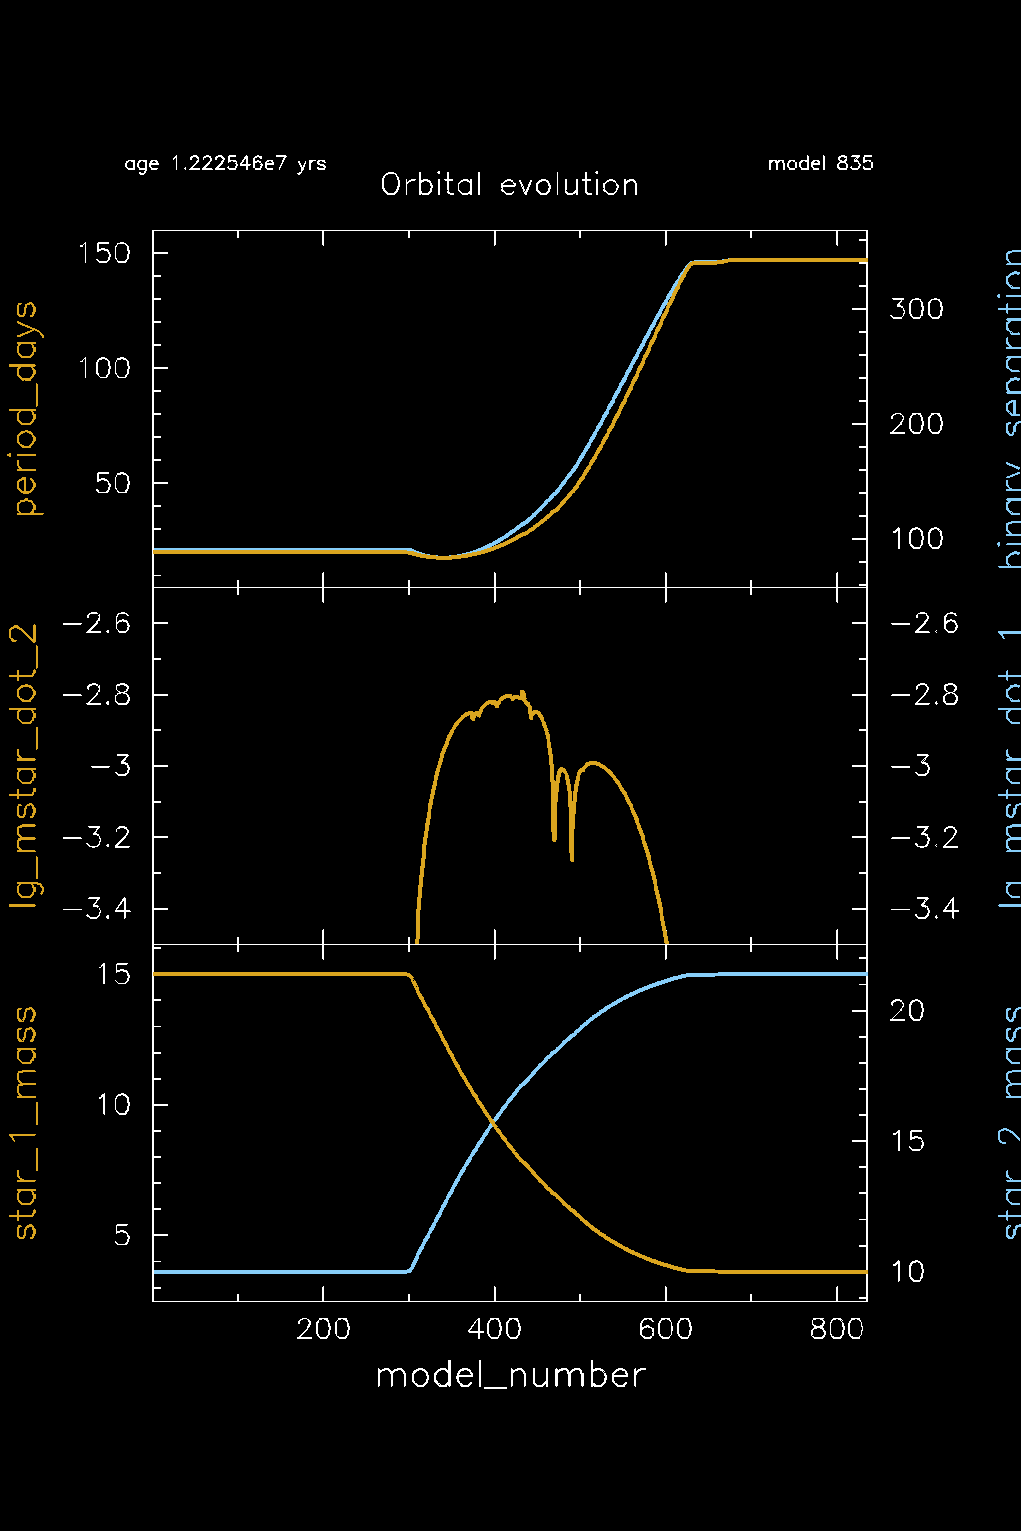 age 1.222546e7 yrs
model 835
Orbital evolution
period_days
150
100
50
300
200
100
binary_separation
lg_mstar_dot_2
−2.6
−2.8
−3
−3.2
−3.4
−2.6
−2.8
−3
−3.2
−3.4
lg_mstar_dot_1
star_1_mass
15
10
5
20
15
10
star_2_mass
200 400 600 800
model_number